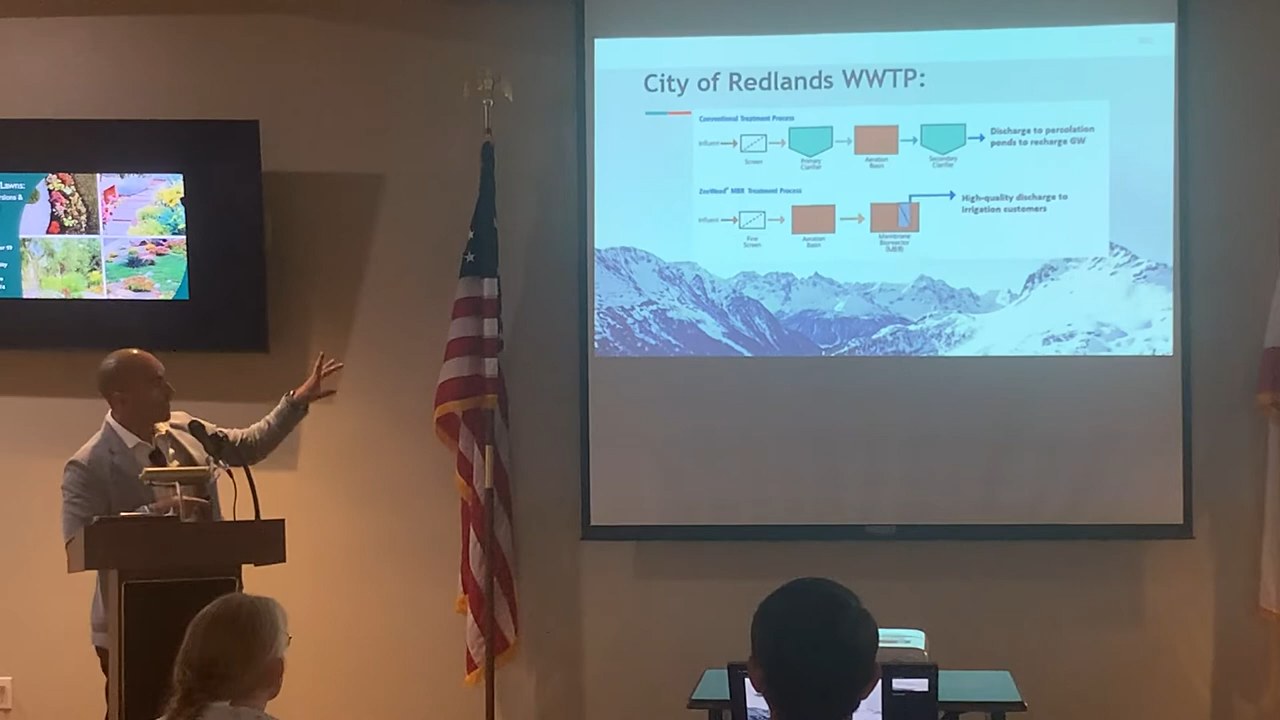 Lawns:
City of Redlands WWTP:
Conventional Treatment Process
Influent
Screen
Primary
Clarifier
Aeration
Basin
Secondary
Clarifier
Discharge to percolation
ponds to recharge GW
ZeeWeed® MBR Treatment Process
Influent
Fine
Screen
Aeration
Basin
Membrane
Bioreactor
High-quality discharge to
irrigation customers